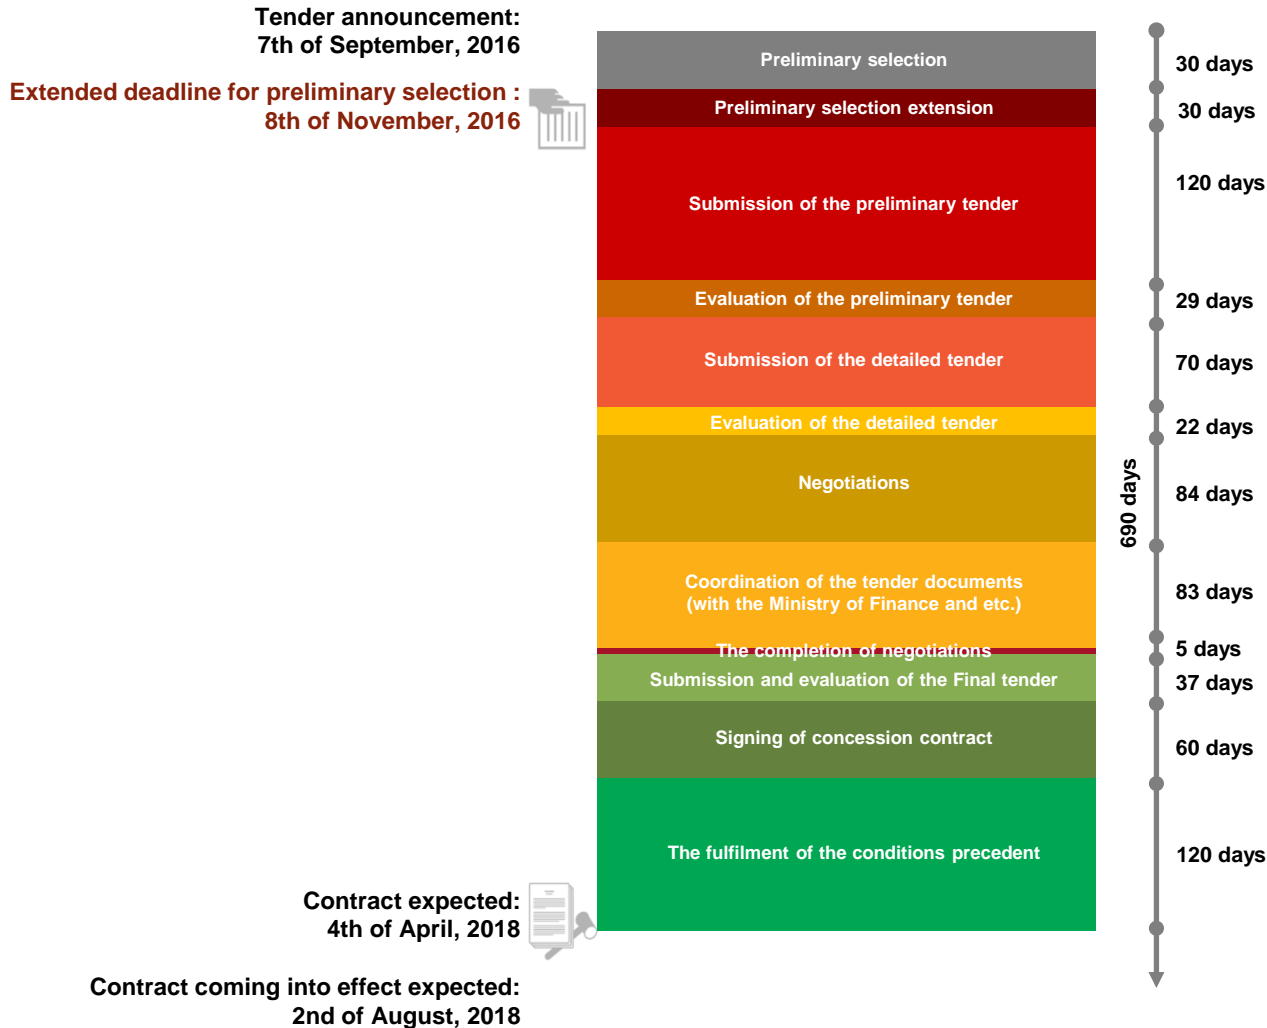 Tender announcement:
7th of September, 2016
Extended deadline for preliminary selection :
8th of November, 2016
Preliminary selection
30 days
Preliminary selection extension
30 days
Submission of the preliminary tender
120 days
Evaluation of the preliminary tender
29 days
Submission of the detailed tender
70 days
Evaluation of the detailed tender
22 days
Negotiations
84 days
690 days
Coordination of the tender documents
(with the Ministry of Finance and etc.)
83 days
The completion of negotiations
5 days
Submission and evaluation of the Final tender
37 days
Signing of concession contract
60 days
The fulfilment of the conditions precedent
120 days
Contract expected:
4th of April, 2018
Contract coming into effect expected:
2nd of August, 2018